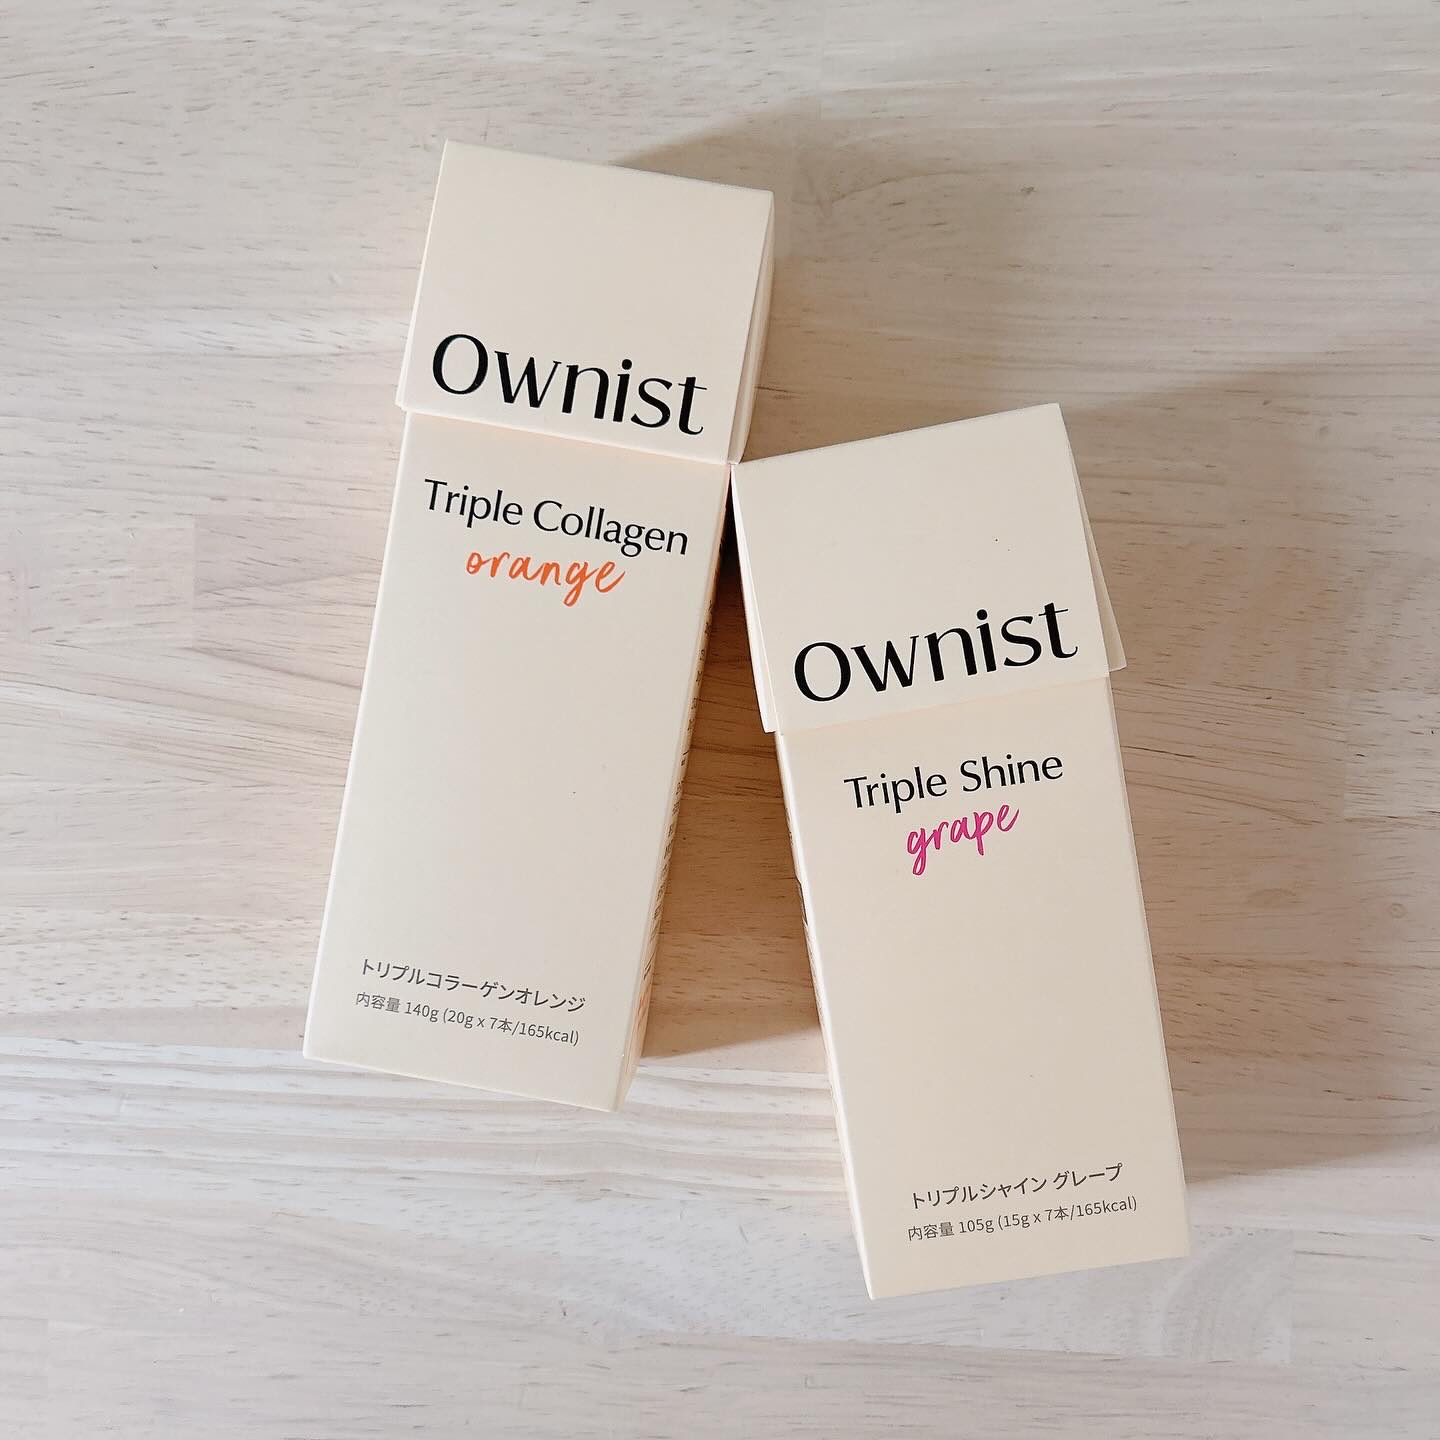 Ownist
Triple Collagen
orange
トリプルコラーゲンオレンジ
内容量 140g (20g x 7本/165kcal)
Ownist
Triple Shine
grape
トリプルシャイン グレープ
内容量 105g (15g x 7本/165kcal)